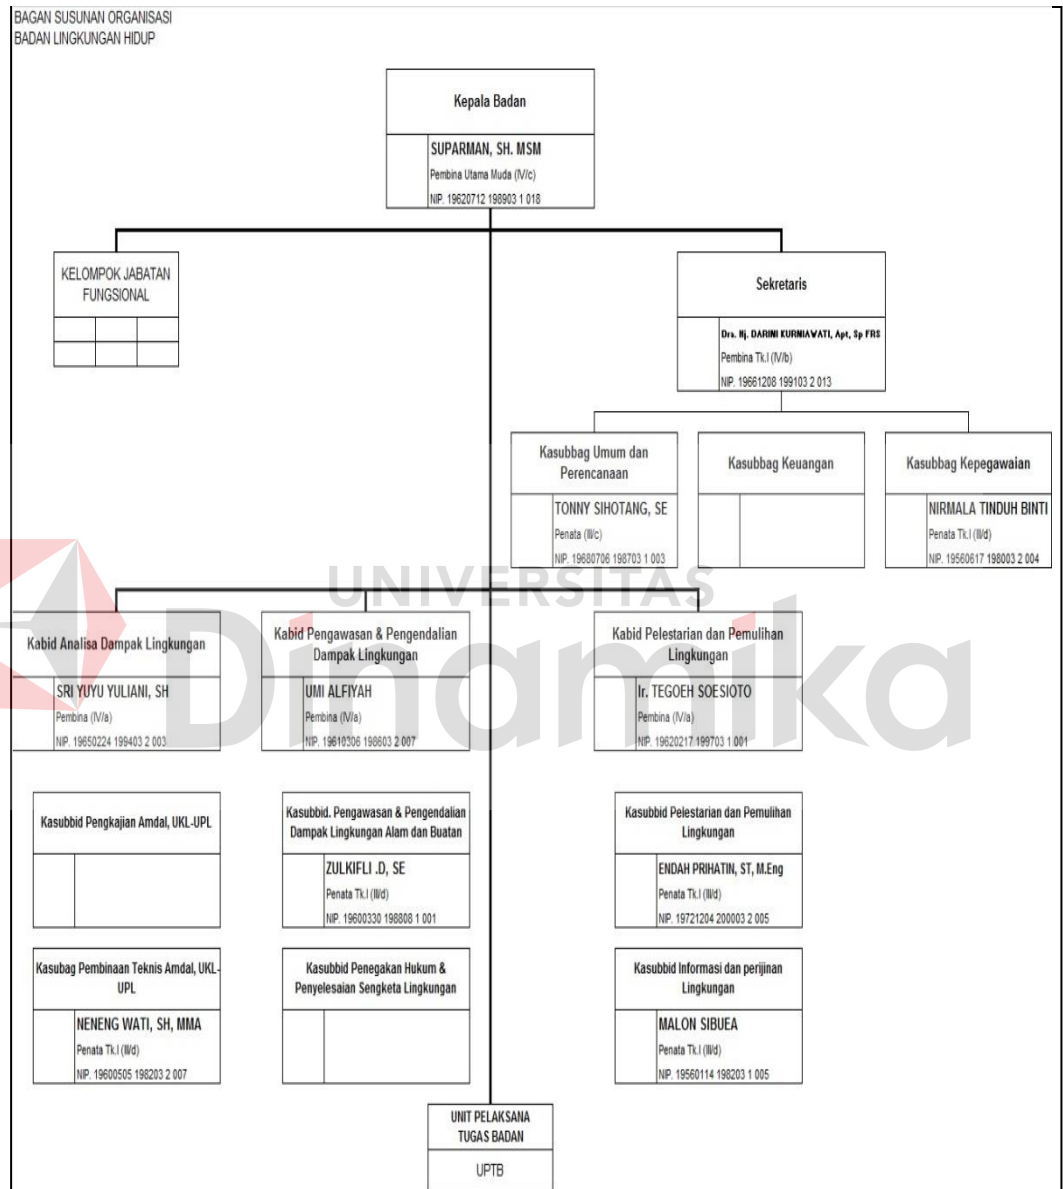 BAGAN SUSUNAN ORGANISASI
BADAN LINGKUNGAN HIDUP
Kepala Badan
SUPARMAN, SH. MSM
Pembina Utama Muda (IV/c)
NIP. 19620712 198903 1 018
KELOMPOK JABATAN
FUNGSIONAL
Sekretaris
Dra. Hj. DARINI KURNIAWATI, Apt, Sp FRS
Pembina Tk.I (IV/b)
NIP. 19661208 199103 2 013
Kasubbag Umum dan
Perencanaan
TONNY SIHOTANG, SE
Penata (III/c)
NIP. 19680706 198703 1 003
Kasubbag Keuangan
Kasubbag Kepegawaian
NIRMALA TINDUH BINTI
Penata Tk.I (III/d)
NIP. 19560617 198003 2 004
UNIVERSITAS
Dinamika
Kabid Analisa Dampak Lingkungan
SRI YUYU YULIANI, SH
Pembina (IV/a)
NIP. 19650224 199403 2 003
Kabid Pengawasan & Pengendalian
Dampak Lingkungan
UMI ALFIYAH
Pembina (IV/a)
NIP. 19610306 198603 2 007
Kabid Pelestarian dan Pemulihan
Lingkungan
Ir. TEGOEH SOESIOTO
Pembina (IV/a)
NIP. 19620217 199703 1 001
Kasubbid Pengkajian Amdal, UKL-UPL
Kasubbid. Pengawasan & Pengendalian
Dampak Lingkungan Alam dan Buatan
ZULKIFLI .D, SE
Penata Tk.I (III/d)
NIP. 19600330 198808 1 001
Kasubbid Pelestarian dan Pemulihan
Lingkungan
ENDAH PRIHATIN, ST, M.Eng
Penata Tk.I (III/d)
NIP. 19721204 200003 2 005
Kasubag Pembinaan Teknis Amdal, UKL-
UPL
NENENG WATI, SH, MMA
Penata Tk.I (III/d)
NIP. 19600505 198203 2 007
Kasubbid Penegakan Hukum &
Penyelesaian Sengketa Lingkungan
Kasubbid Informasi dan perijinan
Lingkungan
MALON SIBUEA
Penata Tk.I (III/d)
NIP. 19560114 198203 1 005
UNIT PELAKSANA
TUGAS BADAN
UPTB